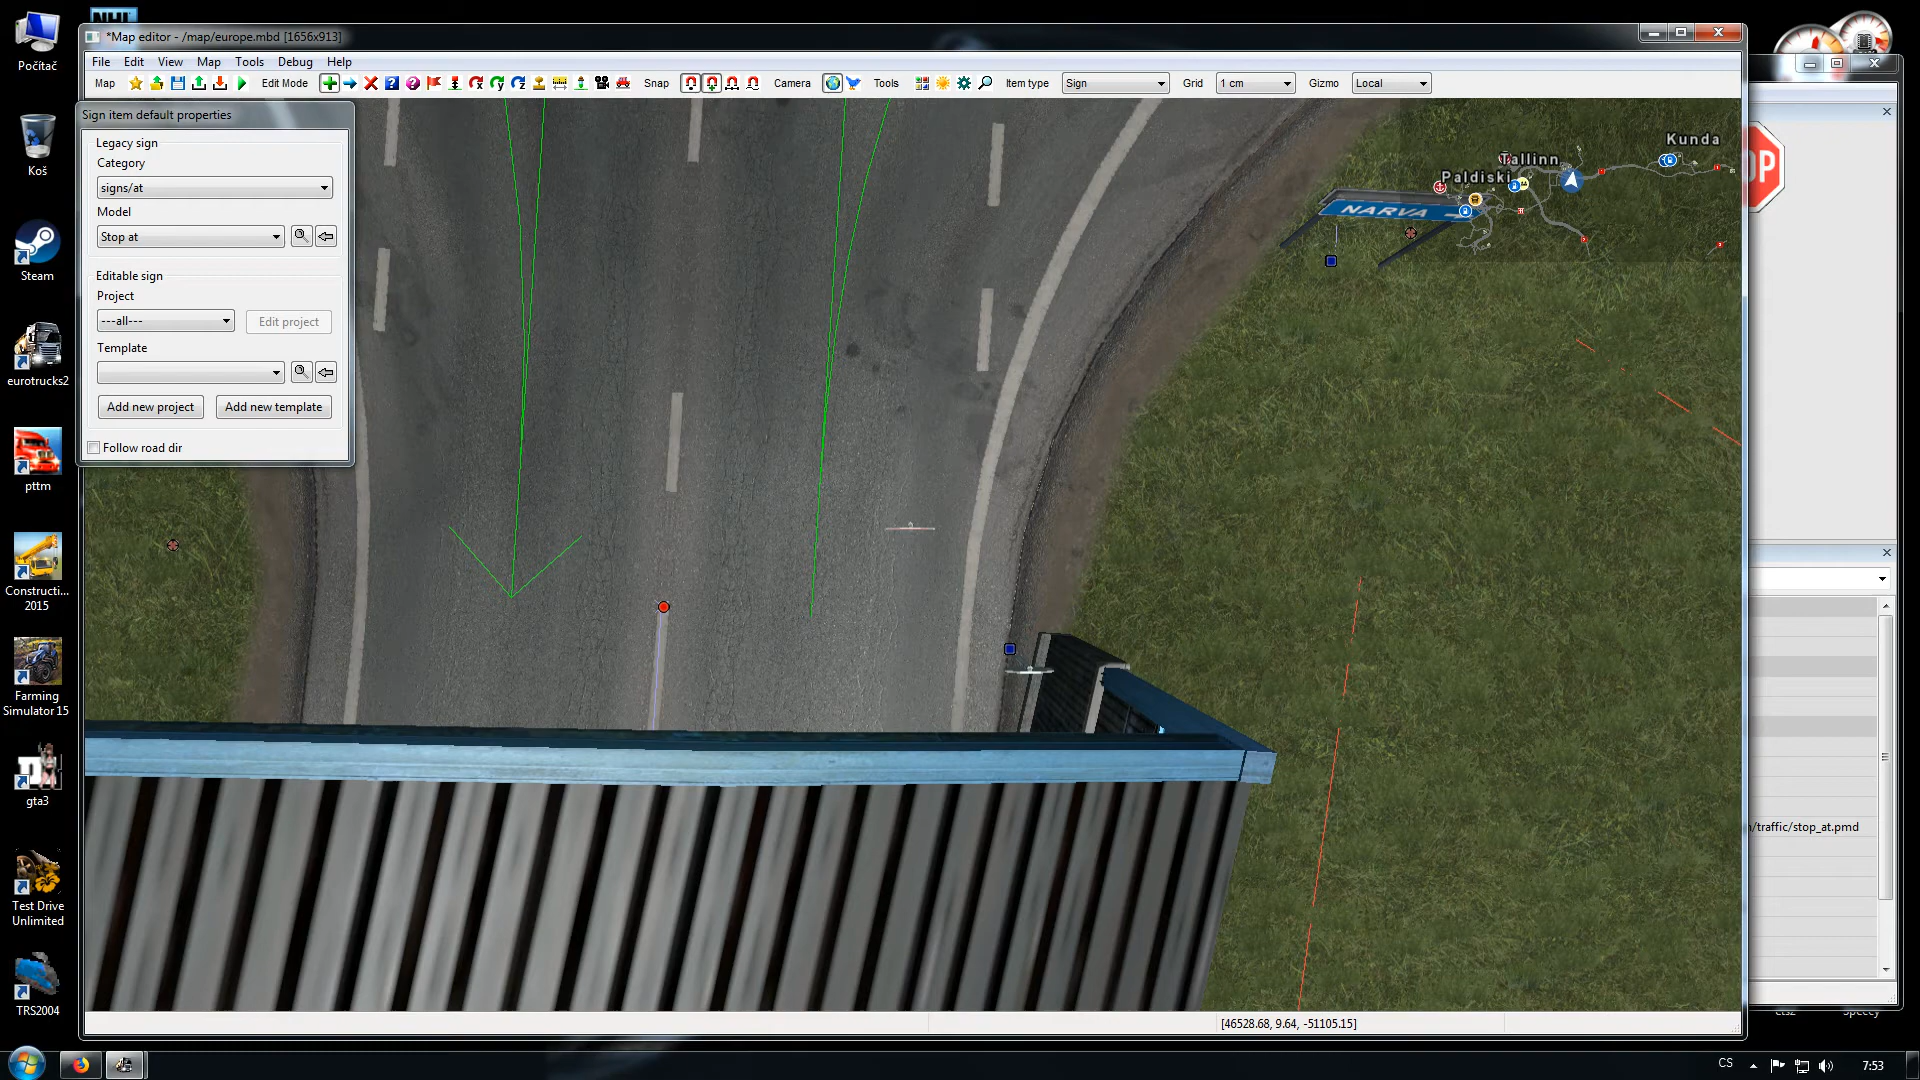 Počítač
Koš
Steam
eurotrucks2
pttm
Constructi...
2015
Farming
Simulator 15
gta3
Test Drive
Unlimited
TRS2004
*Map editor - /map/europe.mbd [1656x913]
File Edit View Map Tools Debug Help
Map Edit Mode Snap Camera Tools Item type Sign Grid 1 cm Gizmo Local
Sign item default properties
Legacy sign
Category
signs/at
Model
Stop at
Editable sign
Project
---all---
Edit project
Template
Add new project
Add new template
Follow road dir
Kunda
Tallinn
Paldiski
NARVA
/traffic/stop_at.pmd
[46528.68, 9.64, -51105.15]
CS
7:53